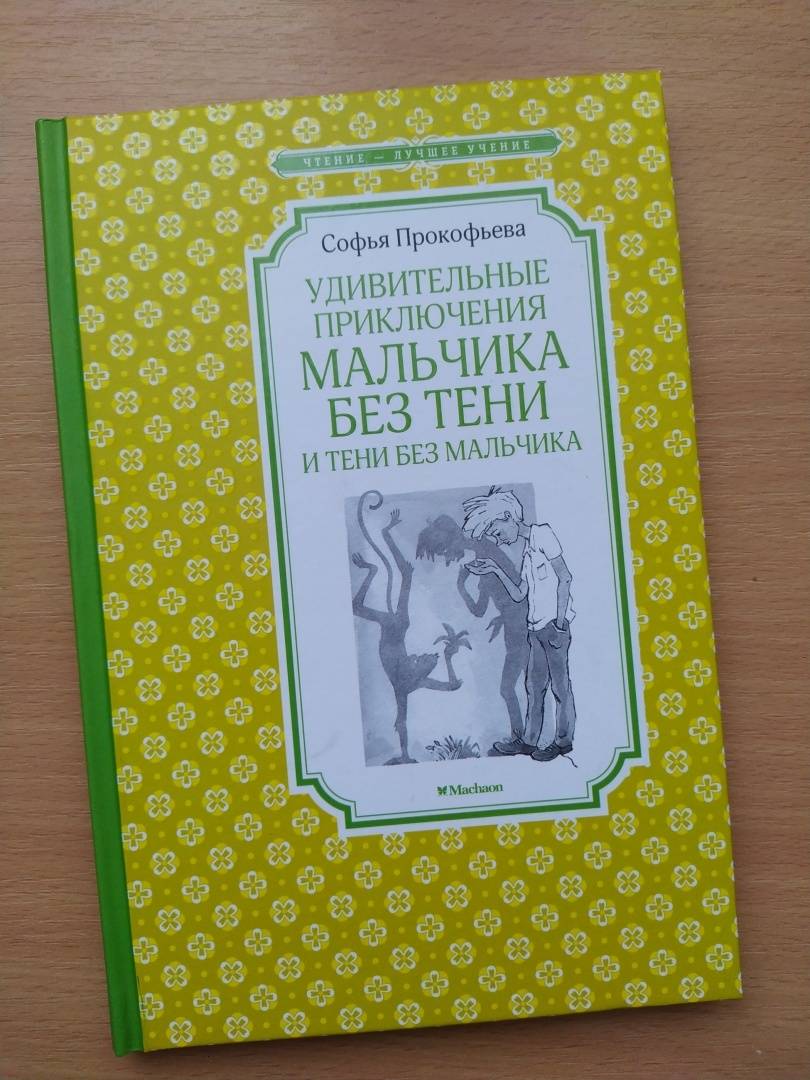 ЧТЕНИЕ — ЛУЧШЕЕ УЧЕНИЕ
Софья Прокофьева
УДИВИТЕЛЬНЫЕ
ПРИКЛЮЧЕНИЯ
МАЛЬЧИКА
БЕЗ ТЕНИ
И ТЕНИ БЕЗ МАЛЬЧИКА
Machaon